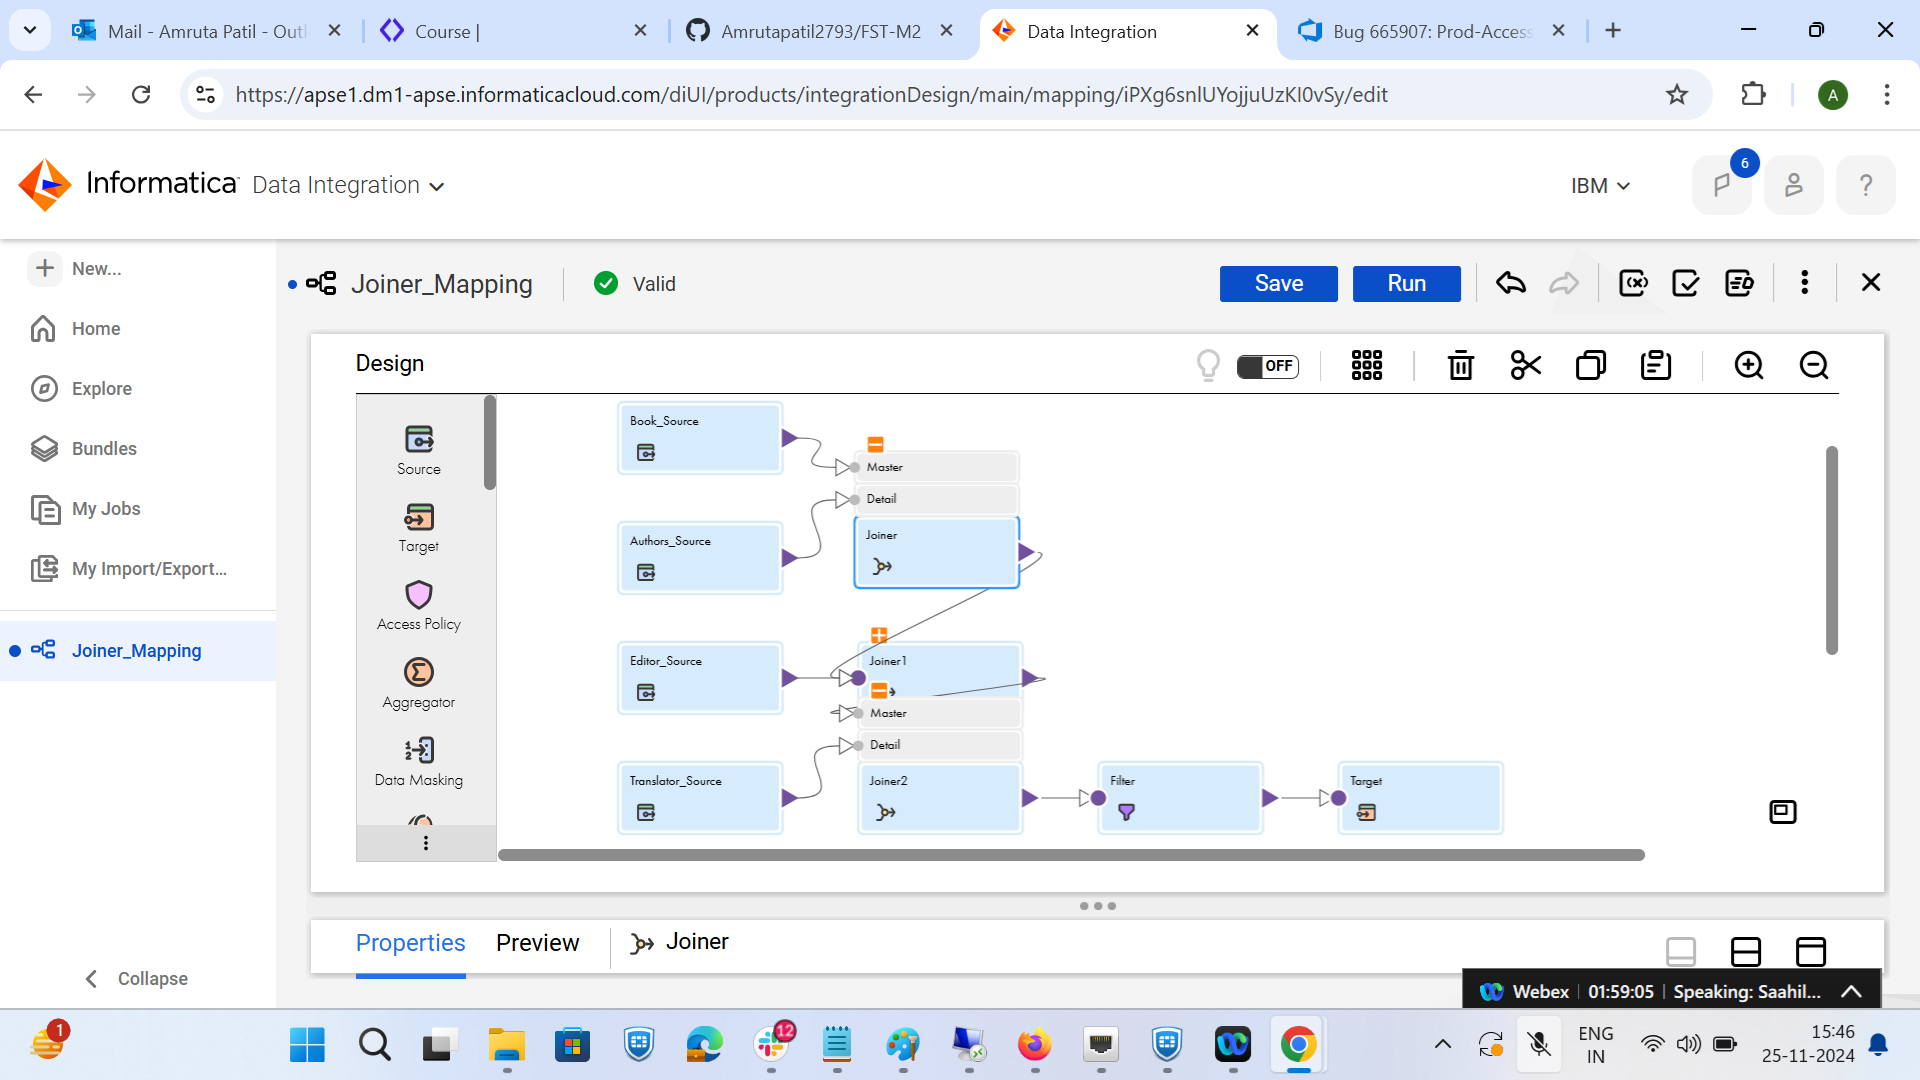 Mail - Amruta Patil - Outl
Course |
Amrutapatil2793/FST-M2
Data Integration
Bug 665907: Prod-Access
https://apse1.dm1-apse.informaticacloud.com/diUI/products/integrationDesign/main/mapping/iPXg6snlUYojjuUzKI0vSy/edit
A
Informatica
Data Integration
IBM
6
?
New...
Home
Explore
Bundles
My Jobs
My Import/Export...
Joiner_Mapping
Collapse
Joiner_Mapping
Valid
Save
Run
Design
OFF
Source
Target
Access Policy
Aggregator
Data Masking
Book_Source
Master
Detail
Joiner
Authors_Source
Editor_Source
Joiner1
Master
Detail
Translator_Source
Joiner2
Filter
Target
Properties
Preview
Joiner
Webex
01:59:05
Speaking: Saahil...
1
12
ENG
IN
15:46
25-11-2024